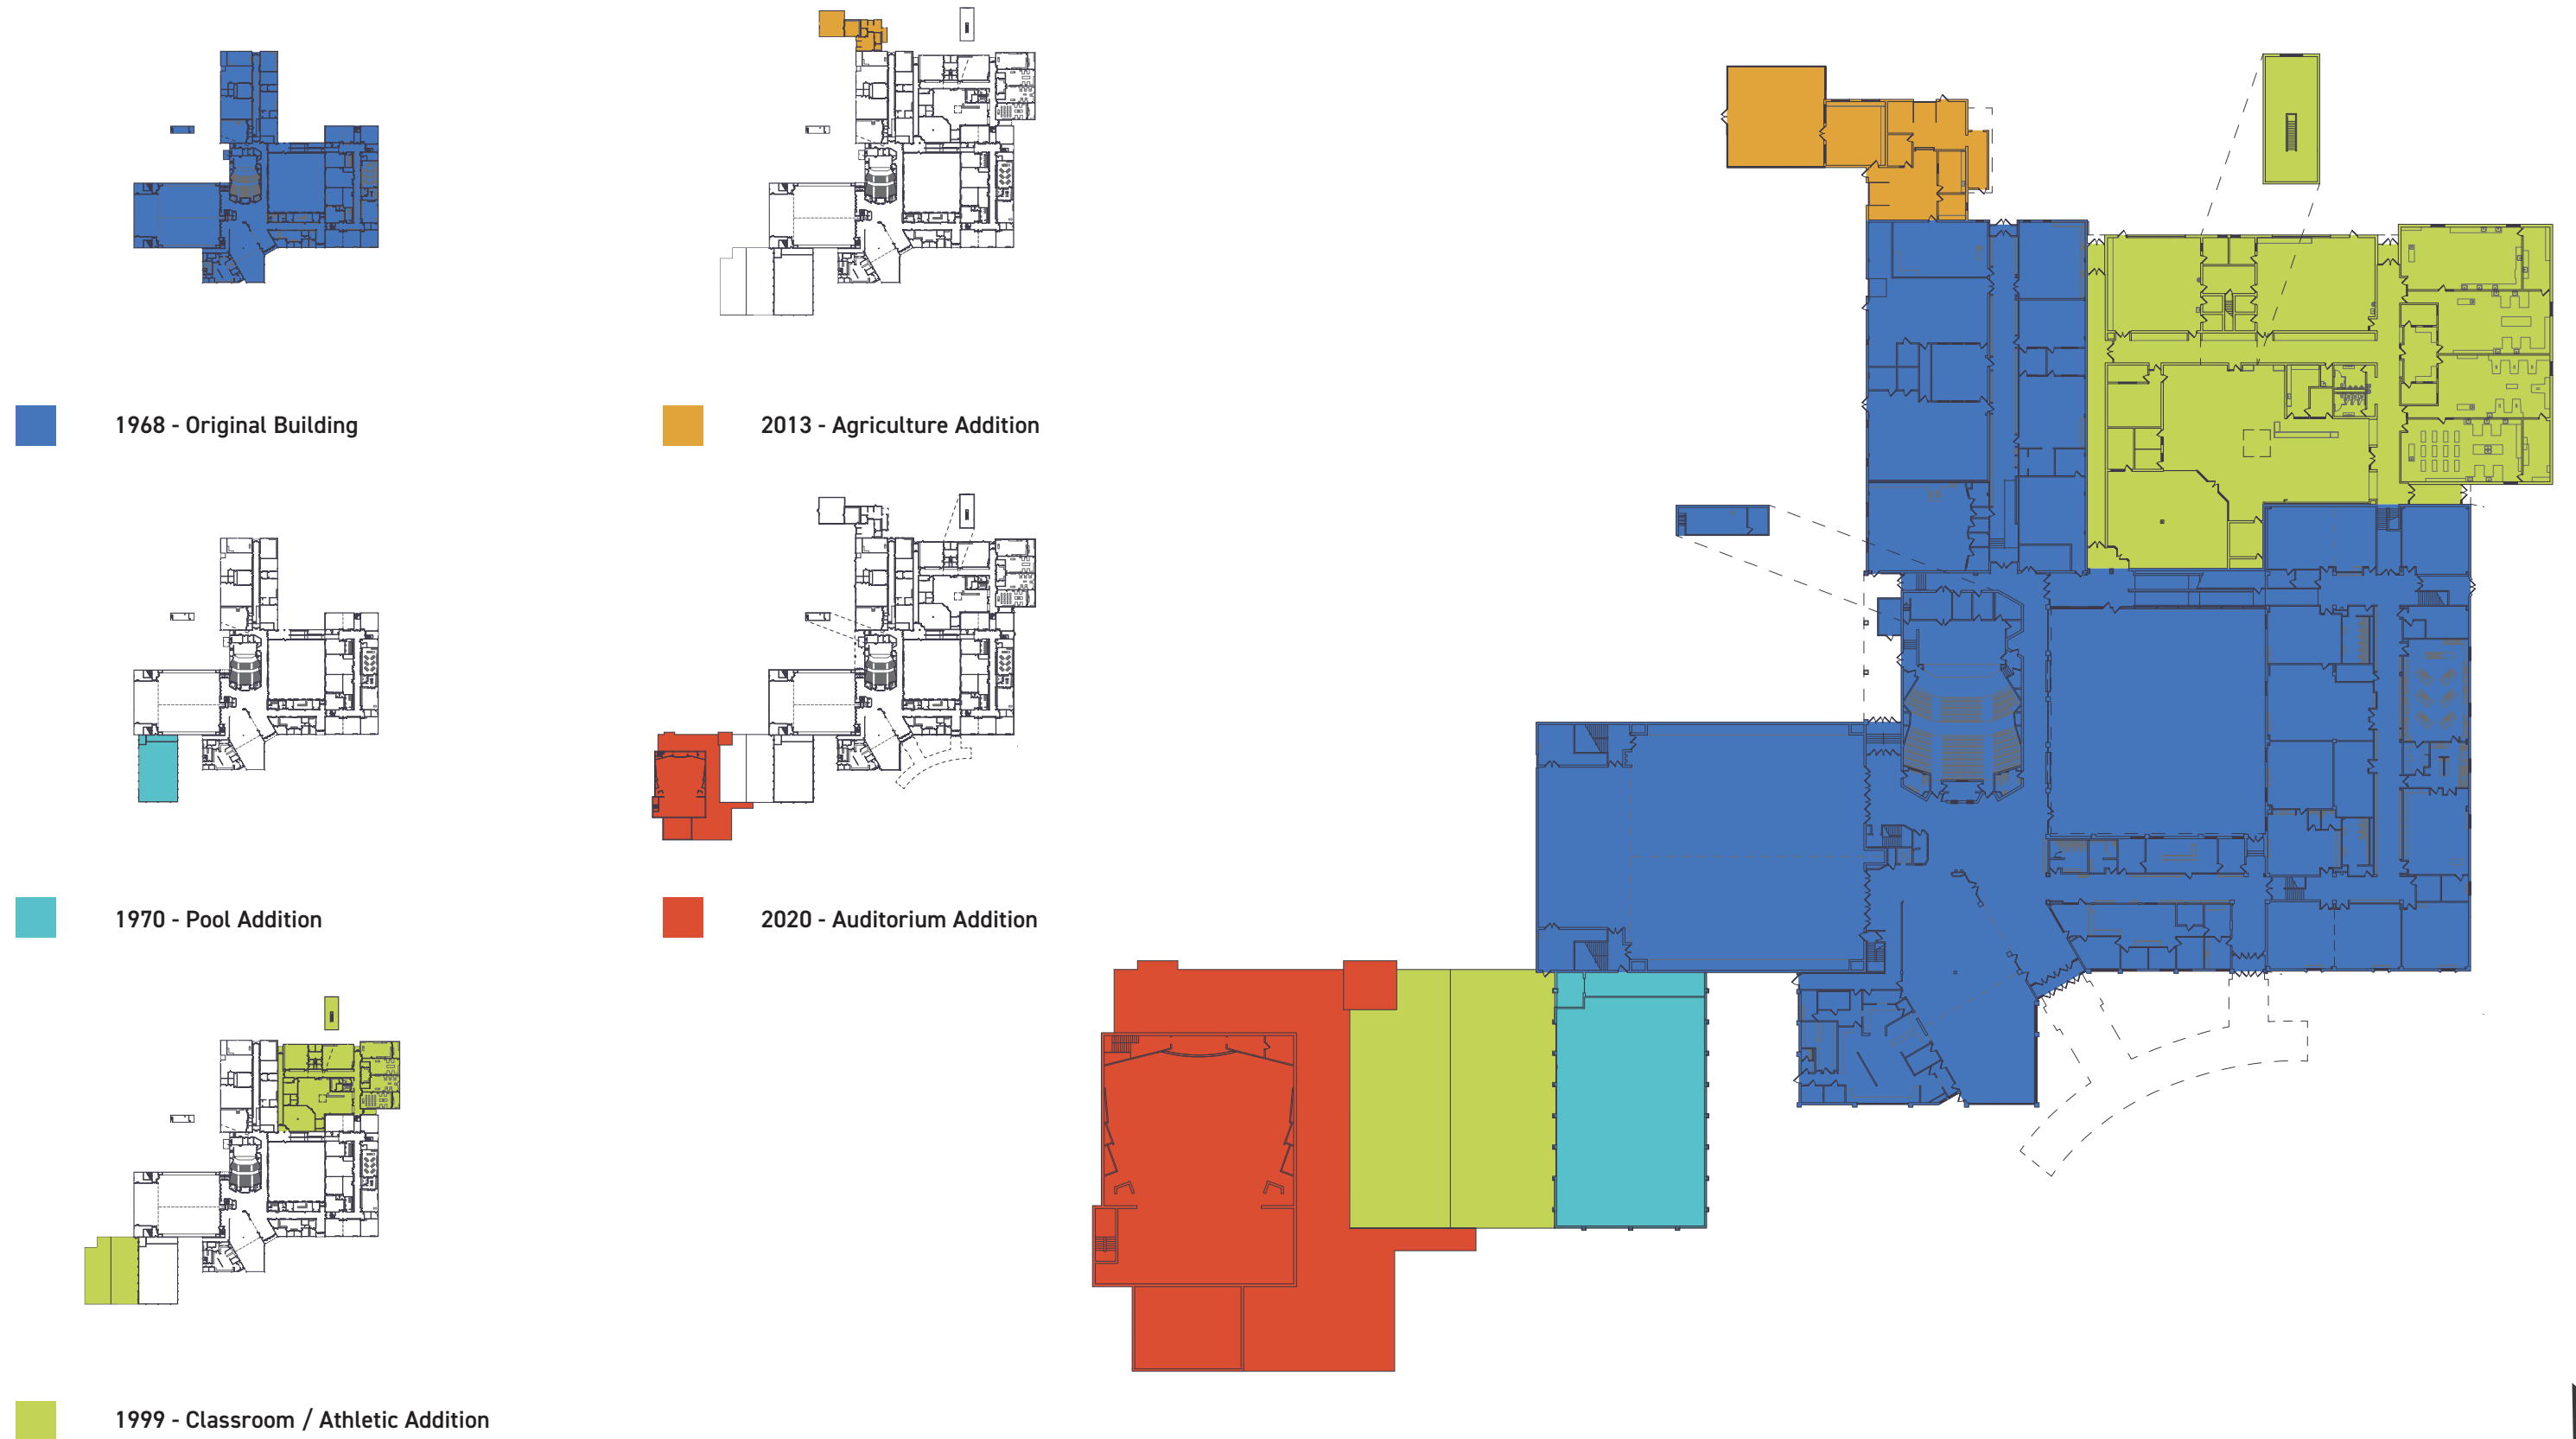 1968 - Original Building
2013 - Agriculture Addition
1970 - Pool Addition
2020 - Auditorium Addition
1999 - Classroom / Athletic Addition